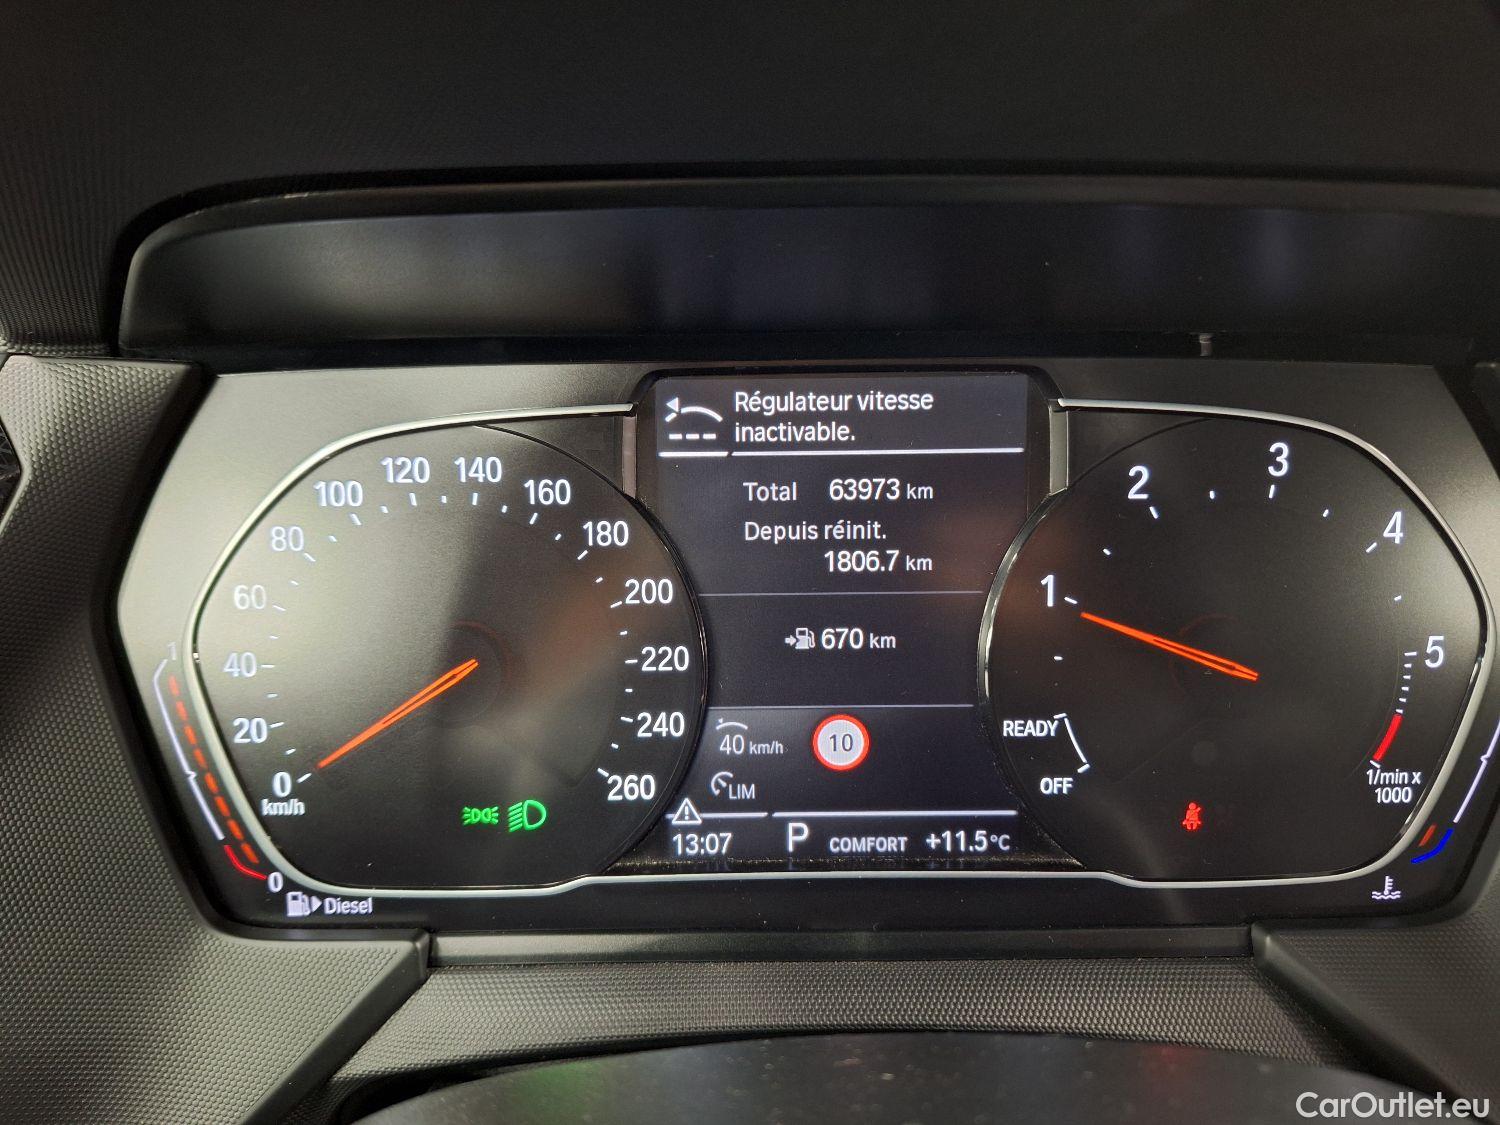 Régulateur vitesse
inactivable.
Total 63973 km
Depuis réinit.
1806.7 km
670 km
40 km/h
10
LIM
13:07 P COMFORT +11.5°C
0
20
40
60
80
100
120
140
160
180
200
220
240
260
km/h
1
0
Diesel
1
2
3
4
5
READY
OFF
1/min x
1000
CarOutlet.eu